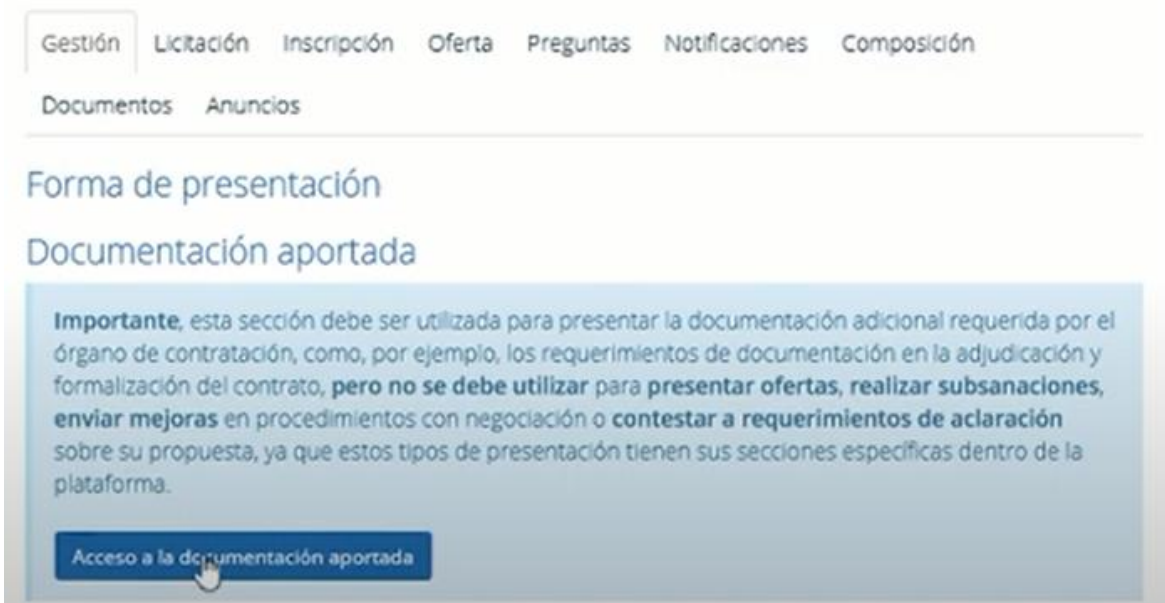 Gestión Licitación Inscripción Oferta Preguntas Notificaciones Composición
Documentos Anuncios
Forma de presentación
Documentación aportada
Importante, esta sección debe ser utilizada para presentar la documentación adicional requerida por el
órgano de contratación, como, por ejemplo, los requerimientos de documentación en la adjudicación y
formalización del contrato, pero no se debe utilizar para presentar ofertas, realizar subsanaciones,
enviar mejoras en procedimientos con negociación o contestar a requerimientos de aclaración
sobre su propuesta, ya que estos tipos de presentación tienen sus secciones específicas dentro de la
plataforma.
Acceso a la documentación aportada